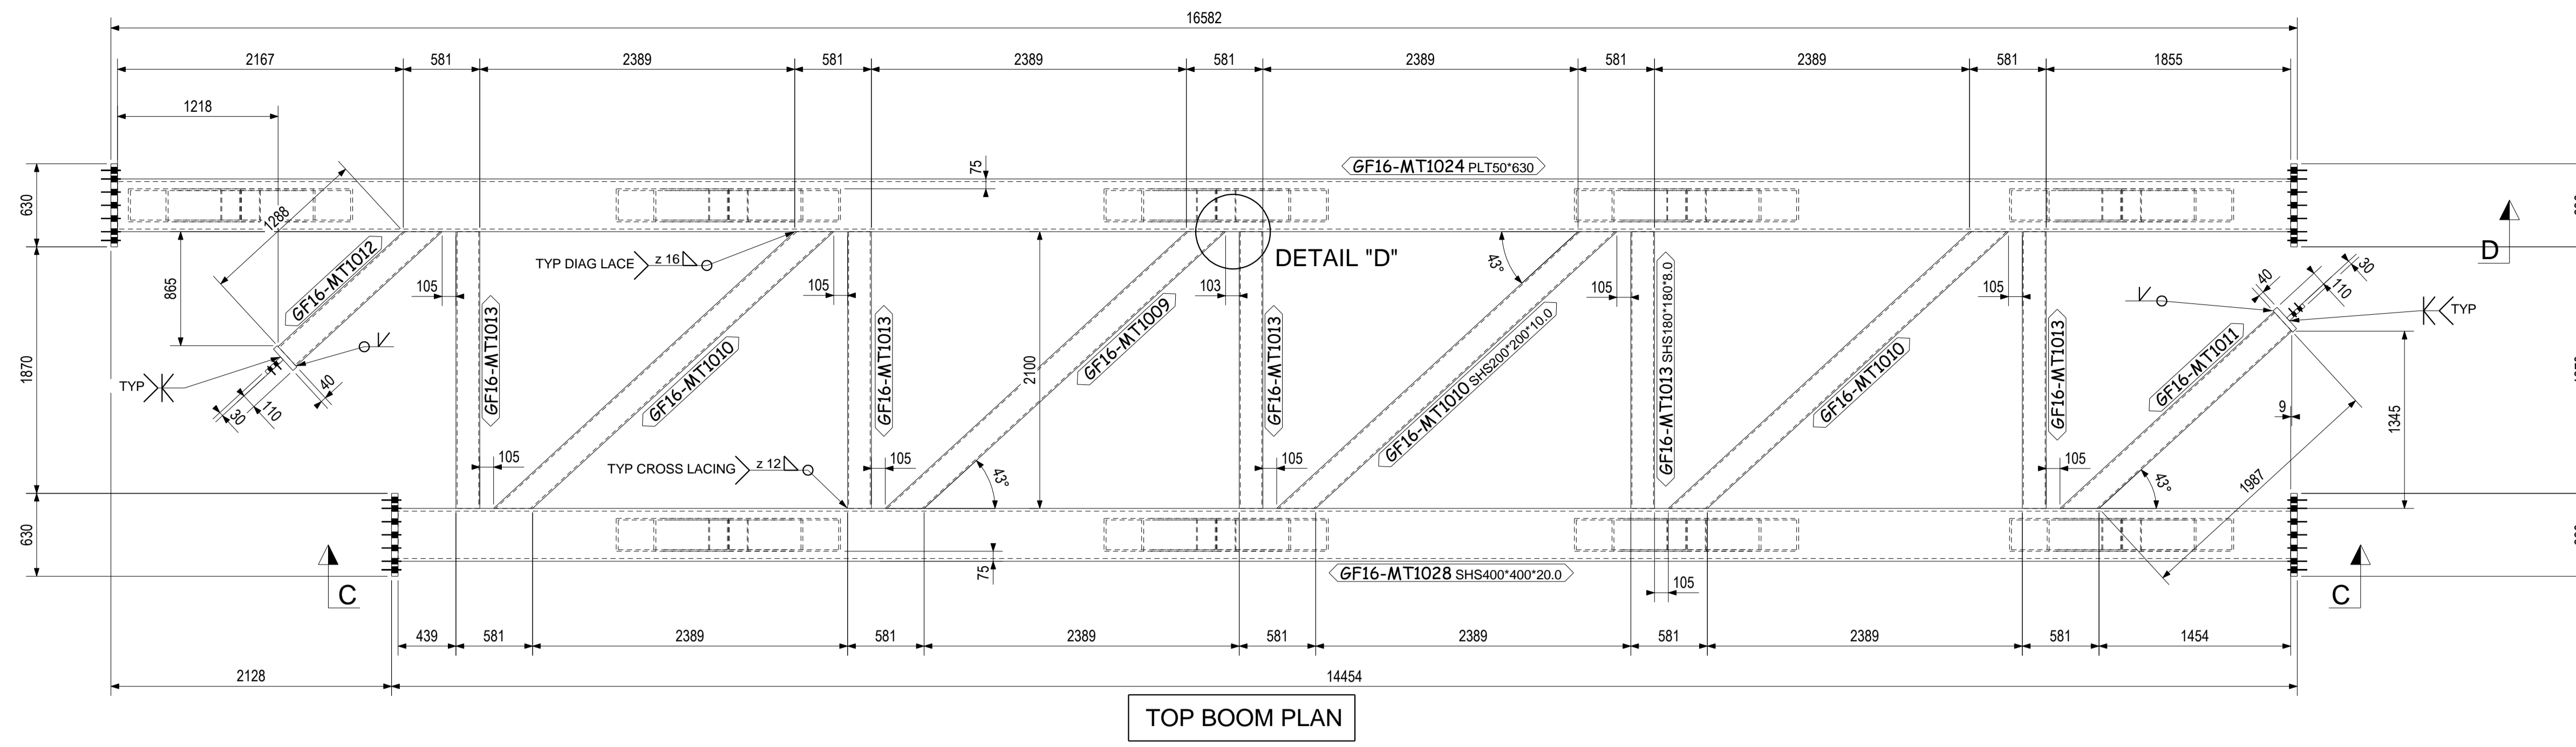 16582
2167 581 2389 581 2389 581 2389 581 2389 581 1855
1218
75
GF16-MT1024 PLT50*630
630
1288
D
DETAIL "D"
TYP DIAG LACE z 16
43°
GF16-MT1012
865
105
105
103
105
105
40
30
110
TYP
GF16-MT1013
GF16-MT1010
GF16-MT1013
GF16-MT1009
2100
GF16-MT1013
GF16-MT1010 SHS200*200*10.0
GF16-MT1013 SHS180*180*8.0
GF16-MT1010
GF16-MT1013
GF16-MT1011
1870
TYP
40
110
30
9
1345
1987
TYP CROSS LACING z 12
105
105
43°
105
105
43°
630
75
GF16-MT1028 SHS400*400*20.0
105
C
C
439 581 2389 581 2389 581 2389 581 2389 581 1454
2128 14454
TOP BOOM PLAN